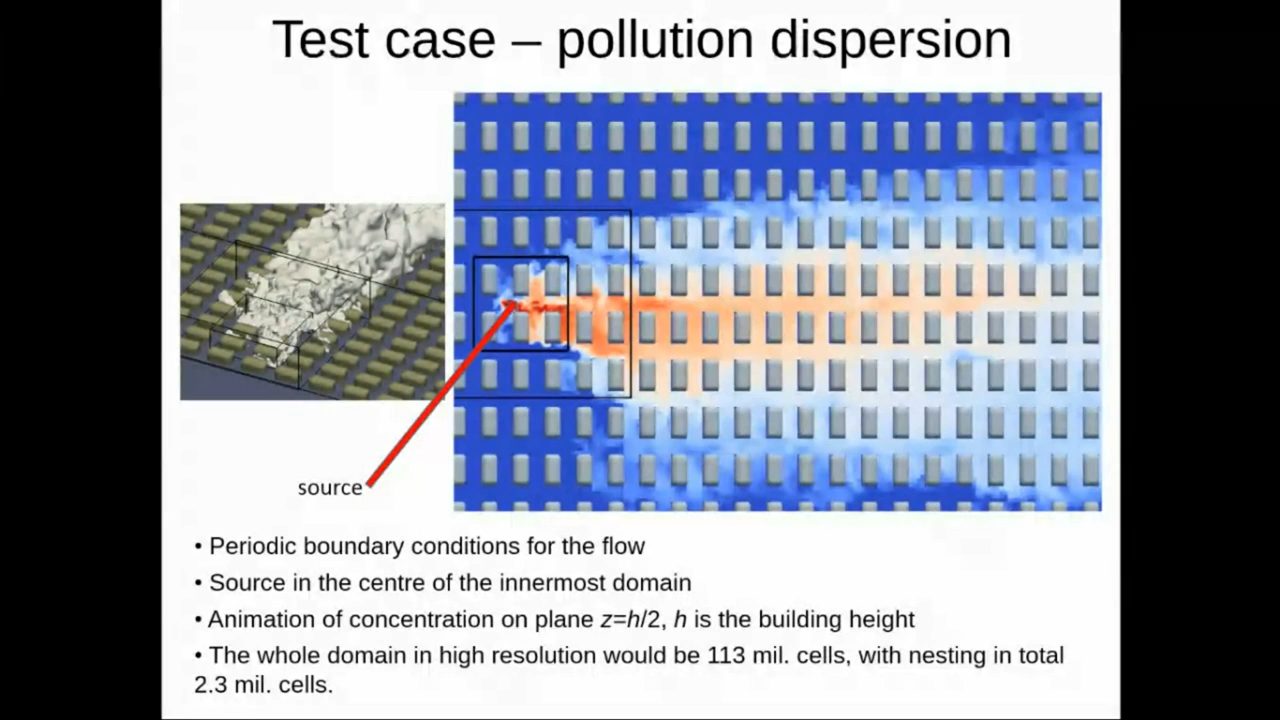 Test case – pollution dispersion
source
• Periodic boundary conditions for the flow
• Source in the centre of the innermost domain
• Animation of concentration on plane z=h/2, h is the building height
• The whole domain in high resolution would be 113 mil. cells, with nesting in total
2.3 mil. cells.